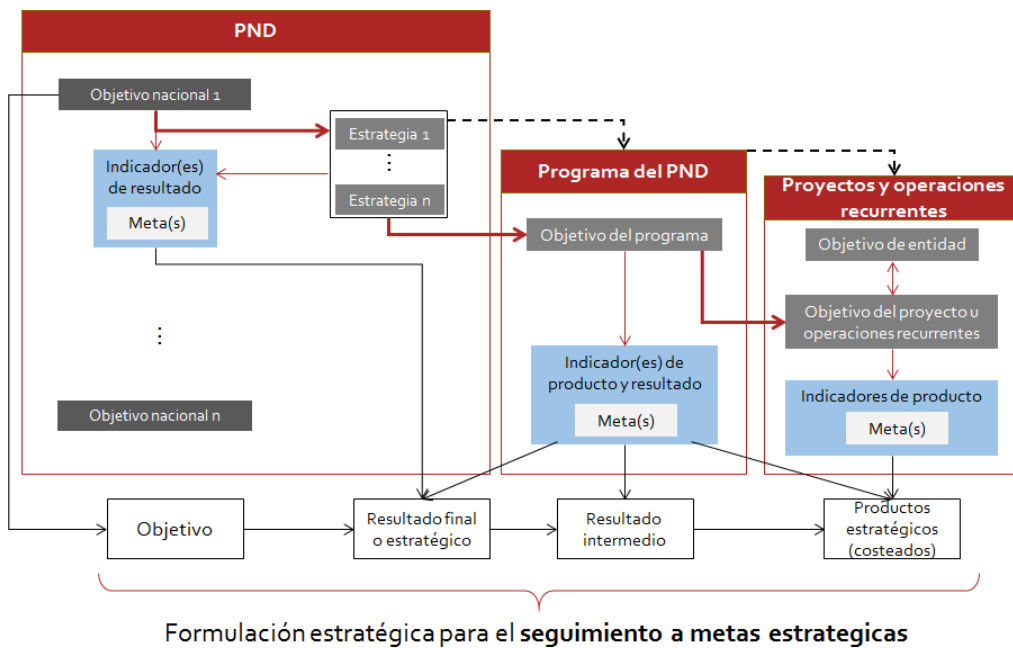 PND
Objetivo nacional 1
Indicador(es)
de resultado
Meta(s)
Estrategia 1
⋮
Estrategia n
⋮
Objetivo nacional n
Programa del PND
Objetivo del programa
Indicador(es) de
producto y resultado
Meta(s)
Proyectos y operaciones
recurrentes
Objetivo de entidad
Objetivo del proyecto u
operaciones recurrentes
Indicadores de producto
Meta(s)
Objetivo
Resultado final
o estratégico
Resultado
intermedio
Productos
estratégicos
(costeados)
Formulación estratégica para el seguimiento a metas estrategicas